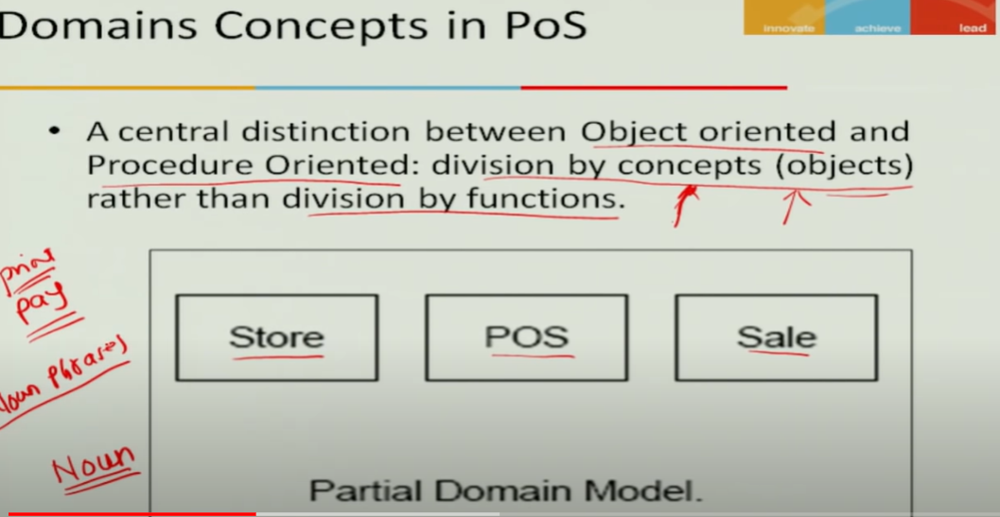 Domains Concepts in PoS
innovate achieve lead
• A central distinction between Object oriented and
Procedure Oriented: division by concepts (objects)
rather than division by functions.
print
pay
Noun Phrases
Noun
Store POS Sale
Partial Domain Model.